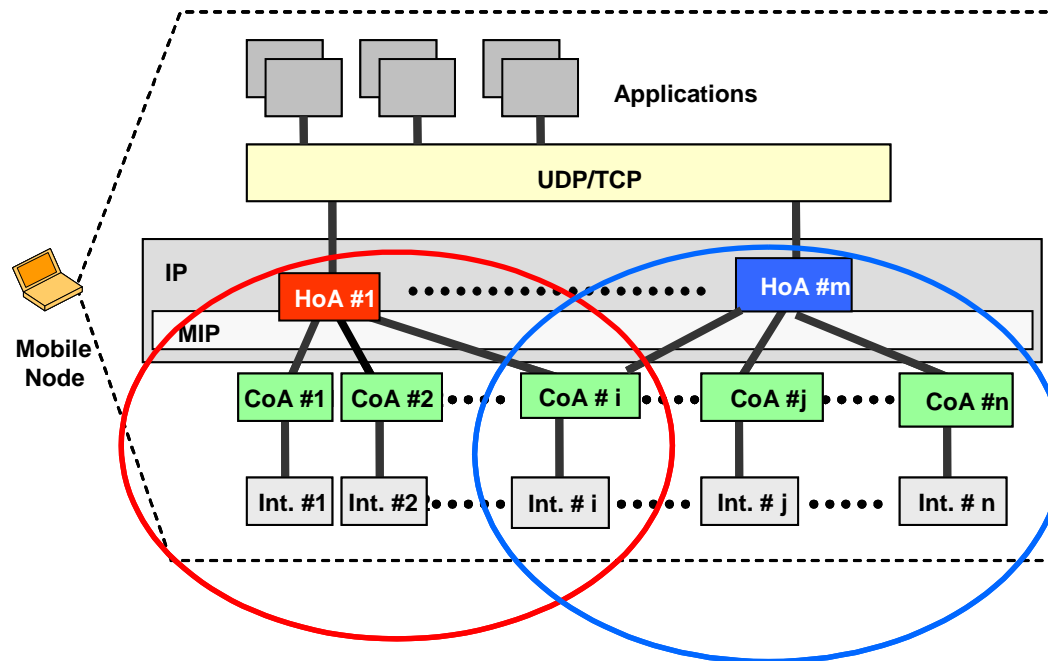 Applications
UDP/TCP
IP
HoA #1
HoA #m
MIP
Mobile
Node
CoA #1
CoA #2
CoA # i
CoA #j
CoA #n
Int. #1
Int. #2
Int. # i
Int. # j
Int. # n